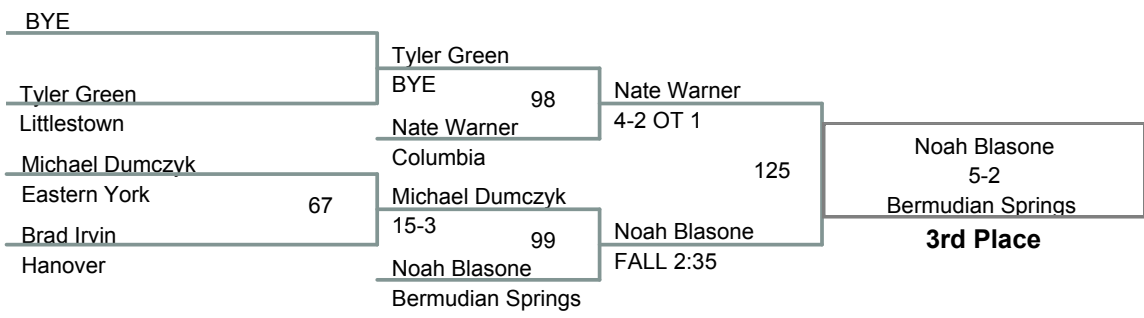 BYE
Tyler Green
Littlestown
Michael Dumczyk
Eastern York
67
Brad Irvin
Hanover
Tyler Green
BYE
98
Nate Warner
Columbia
Michael Dumczyk
15-3
99
Noah Blasone
Bermudian Springs
Nate Warner
4-2 OT 1
125
Noah Blasone
FALL 2:35
Noah Blasone
5-2
Bermudian Springs
3rd Place